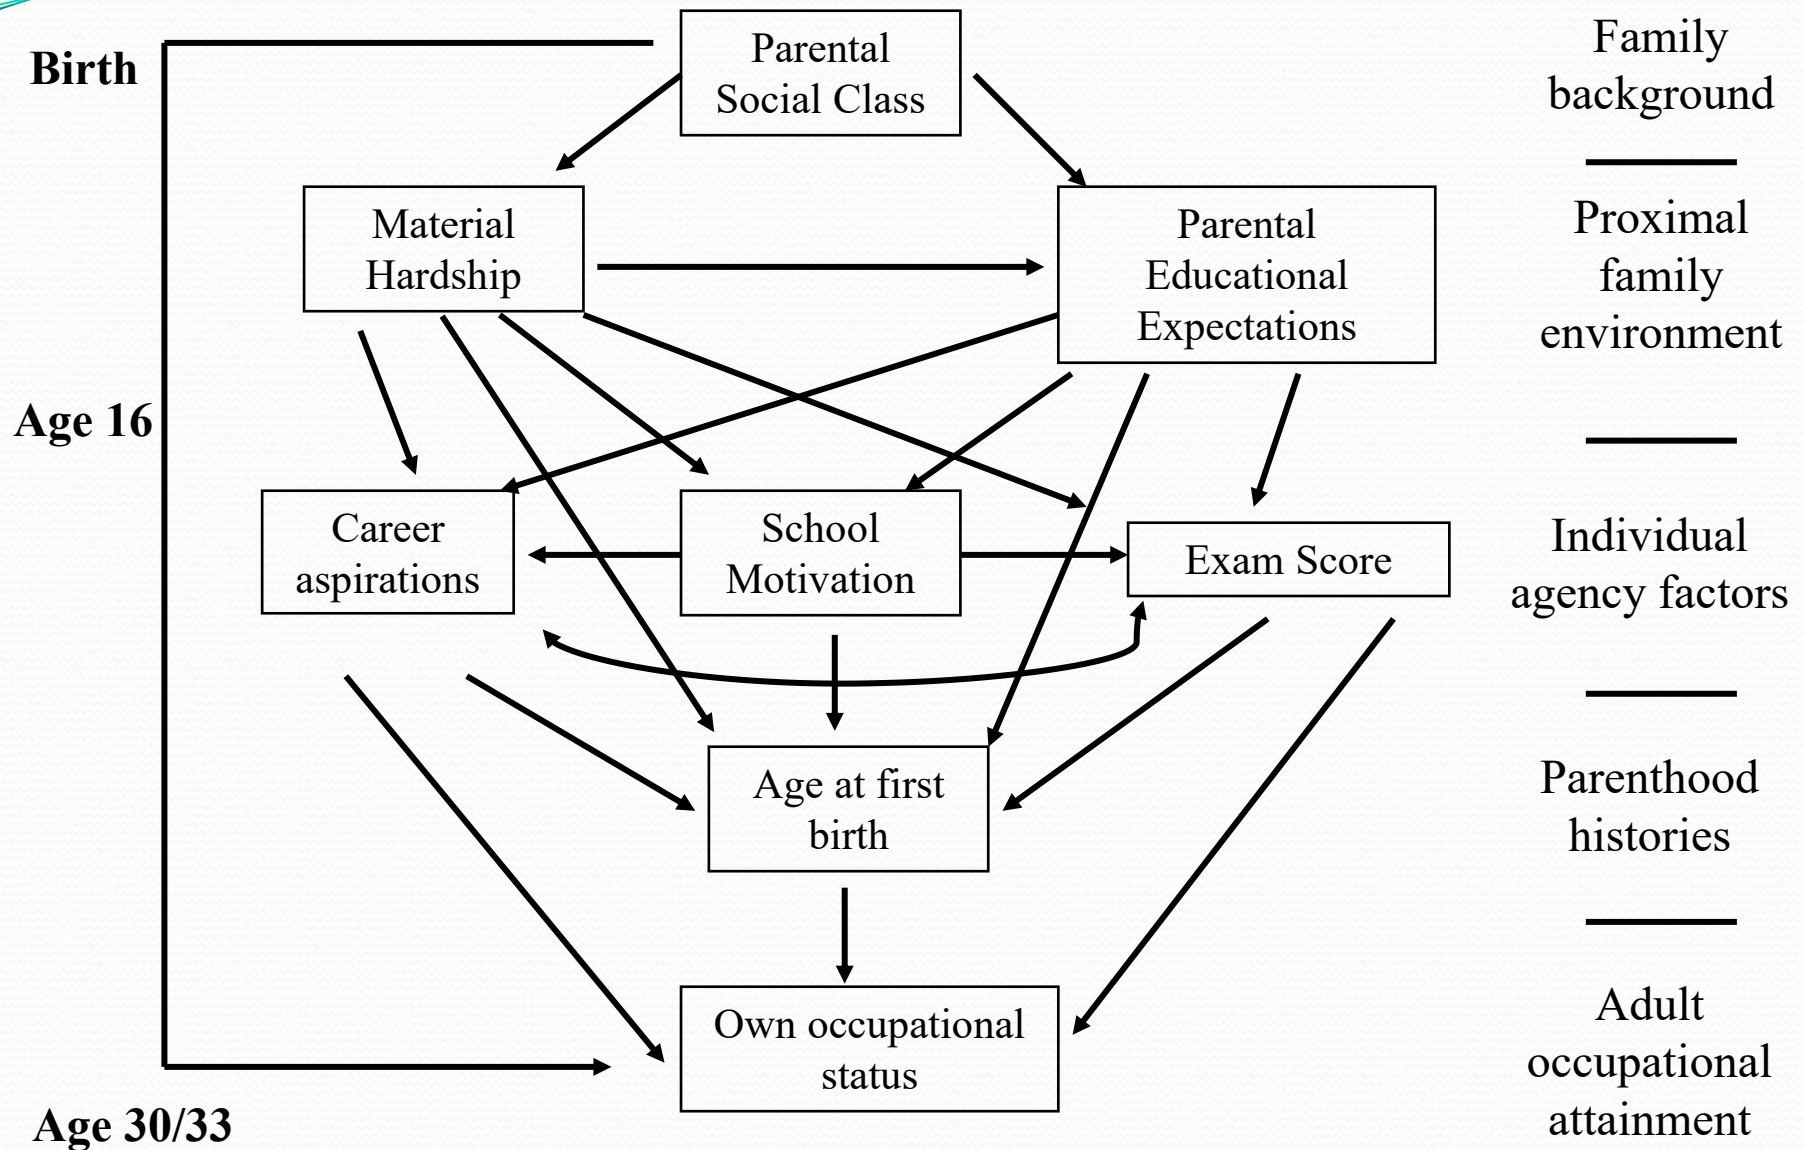 Birth
Parental
Social Class
Family
background
Material
Hardship
Parental
Educational
Expectations
Proximal
family
environment
Age 16
Career
aspirations
School
Motivation
Exam Score
Individual
agency factors
Age at first
birth
Parenthood
histories
Own occupational
status
Adult
occupational
attainment
Age 30/33